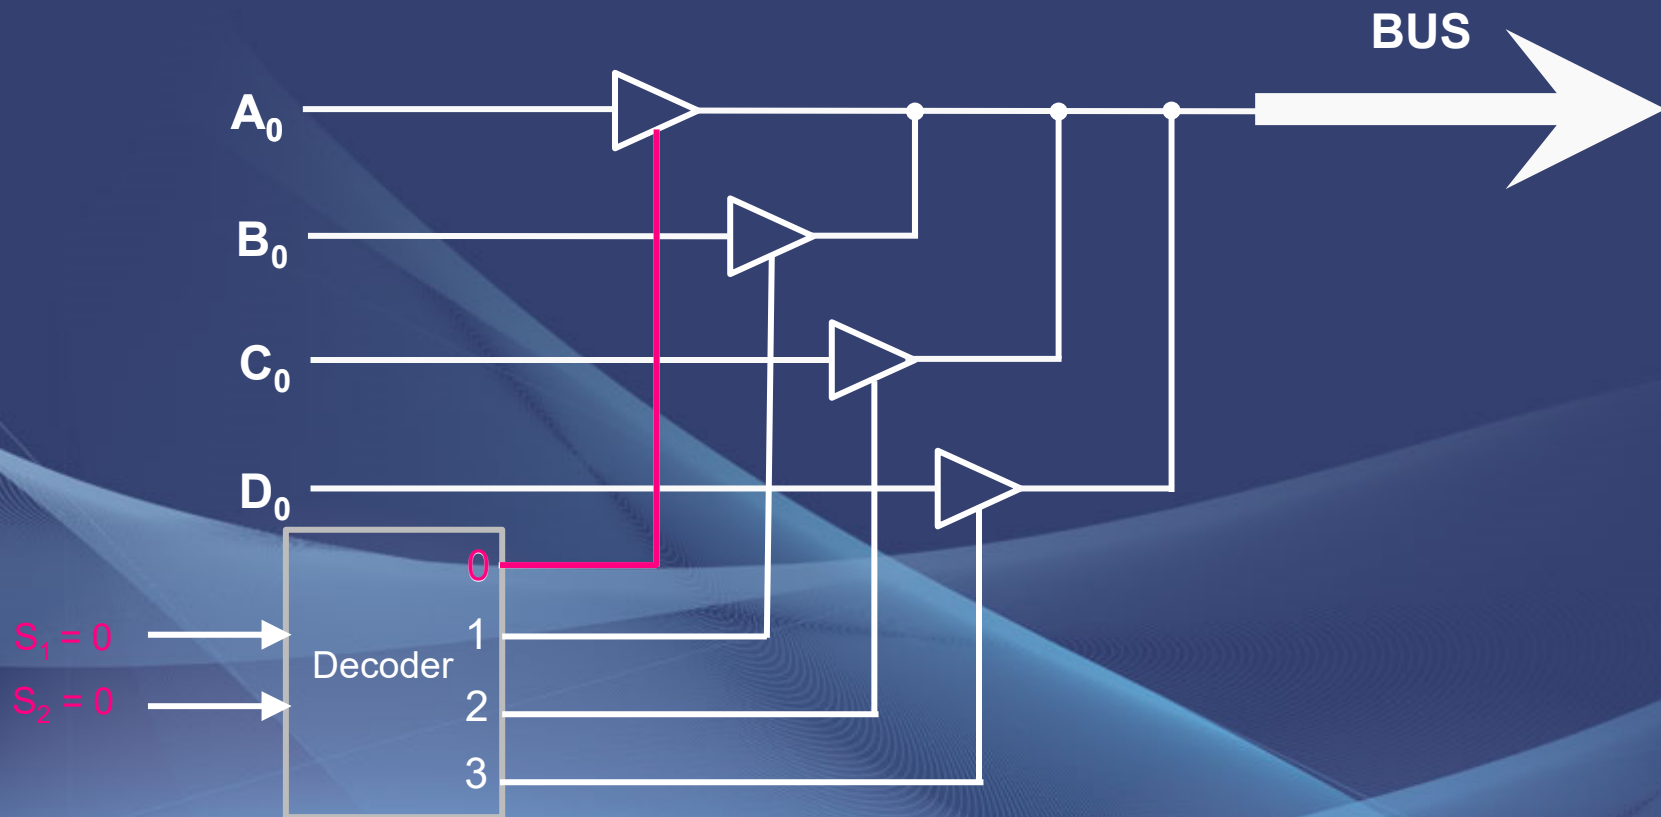 BUS
A₀
B₀
C₀
D₀
0
S₁ = 0
1
Decoder
S₂ = 0
2
3